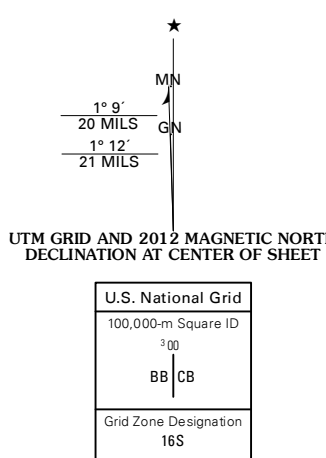 ★
MN
1° 9´
20 MILS
GN
1° 12´
21 MILS
UTM GRID AND 2012 MAGNETIC NORTH
DECLINATION AT CENTER OF SHEET
U.S. National Grid
100,000-m Square ID
³00
BB CB
Grid Zone Designation
16S